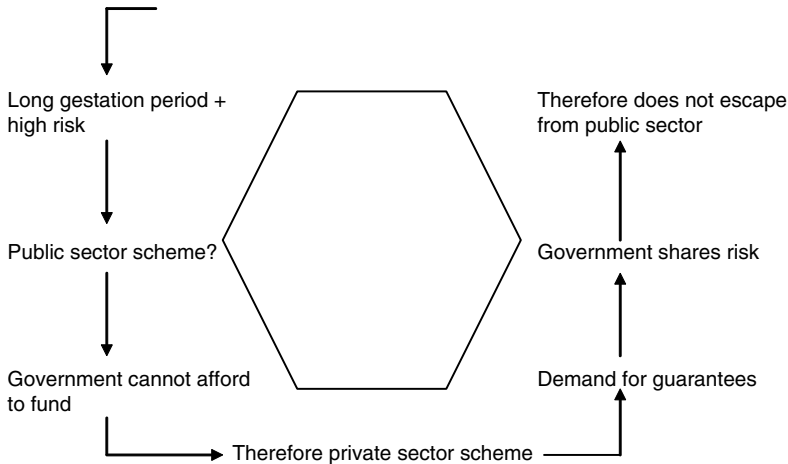 Long gestation period +
high risk
Public sector scheme?
Government cannot afford
to fund
Therefore private sector scheme
Demand for guarantees
Government shares risk
Therefore does not escape
from public sector